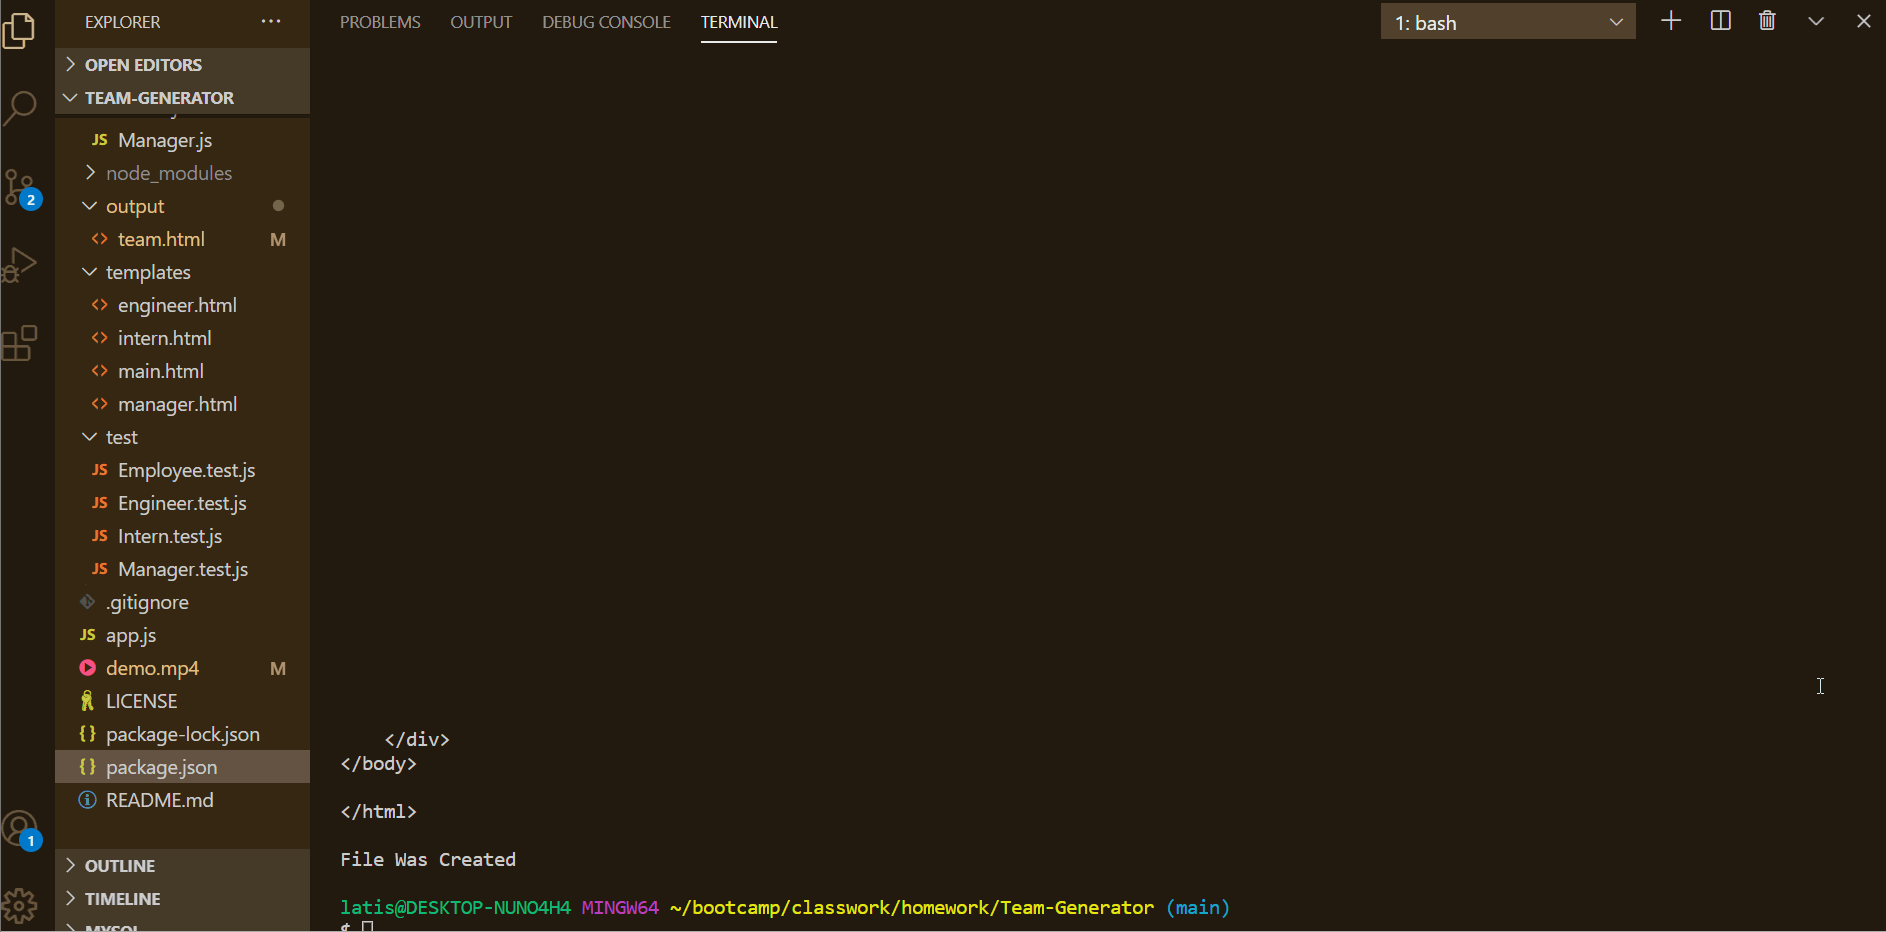 EXPLORER ···
OPEN EDITORS
TEAM-GENERATOR
JS Manager.js
node_modules
output
<> team.html M
templates
<> engineer.html
<> intern.html
<> main.html
<> manager.html
test
JS Employee.test.js
JS Engineer.test.js
JS Intern.test.js
JS Manager.test.js
.gitignore
JS app.js
demo.mp4 M
LICENSE
{} package-lock.json
{} package.json
README.md
OUTLINE
TIMELINE
MYSQL
2
1
PROBLEMS OUTPUT DEBUG CONSOLE TERMINAL
1: bash
</div>
</body>
</html>
File Was Created
latis@DESKTOP-NUNO4H4 MINGW64 ~/bootcamp/classwork/homework/Team-Generator (main)
$